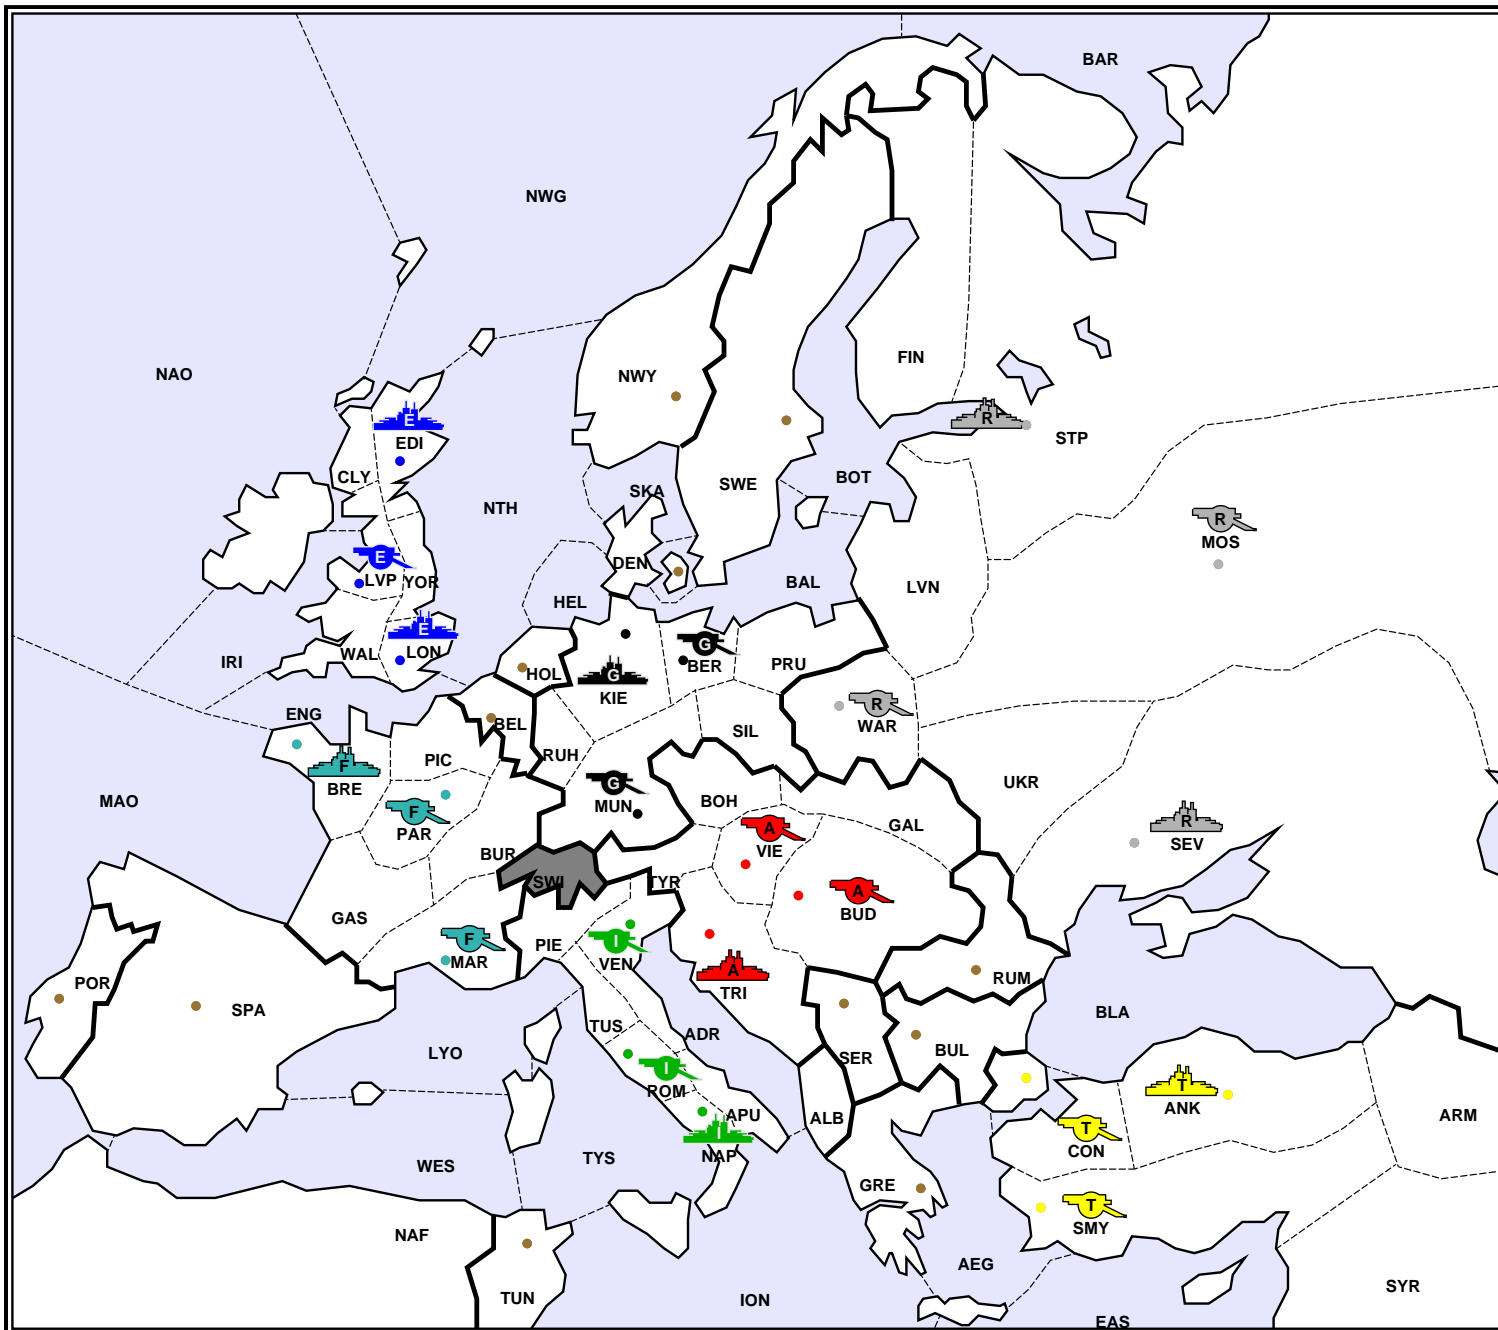 BAR
NWG
NAO
FIN
NWY
R
E
EDI
STP
CLY
SKA
SWE
BOT
NTH
R
MOS
E
LVP
YOR
DEN
BAL
LVN
HEL
E
IRI
WAL
LON
HOL
G
KIE
G
BER
PRU
R
WAR
ENG
BEL
SIL
F
BRE
PIC
RUH
UKR
MAO
G
MUN
BOH
F
PAR
A
VIE
GAL
R
SEV
BUR
SWI
TYR
A
BUD
GAS
F
MAR
PIE
I
VEN
A
TRI
POR
SPA
RUM
BLA
TUS
ADR
LYO
SER
BUL
I
ROM
T
ANK
ALB
APU
ARM
I
NAP
T
CON
WES
TYS
GRE
T
SMY
NAF
AEG
TUN
ION
SYR
EAS